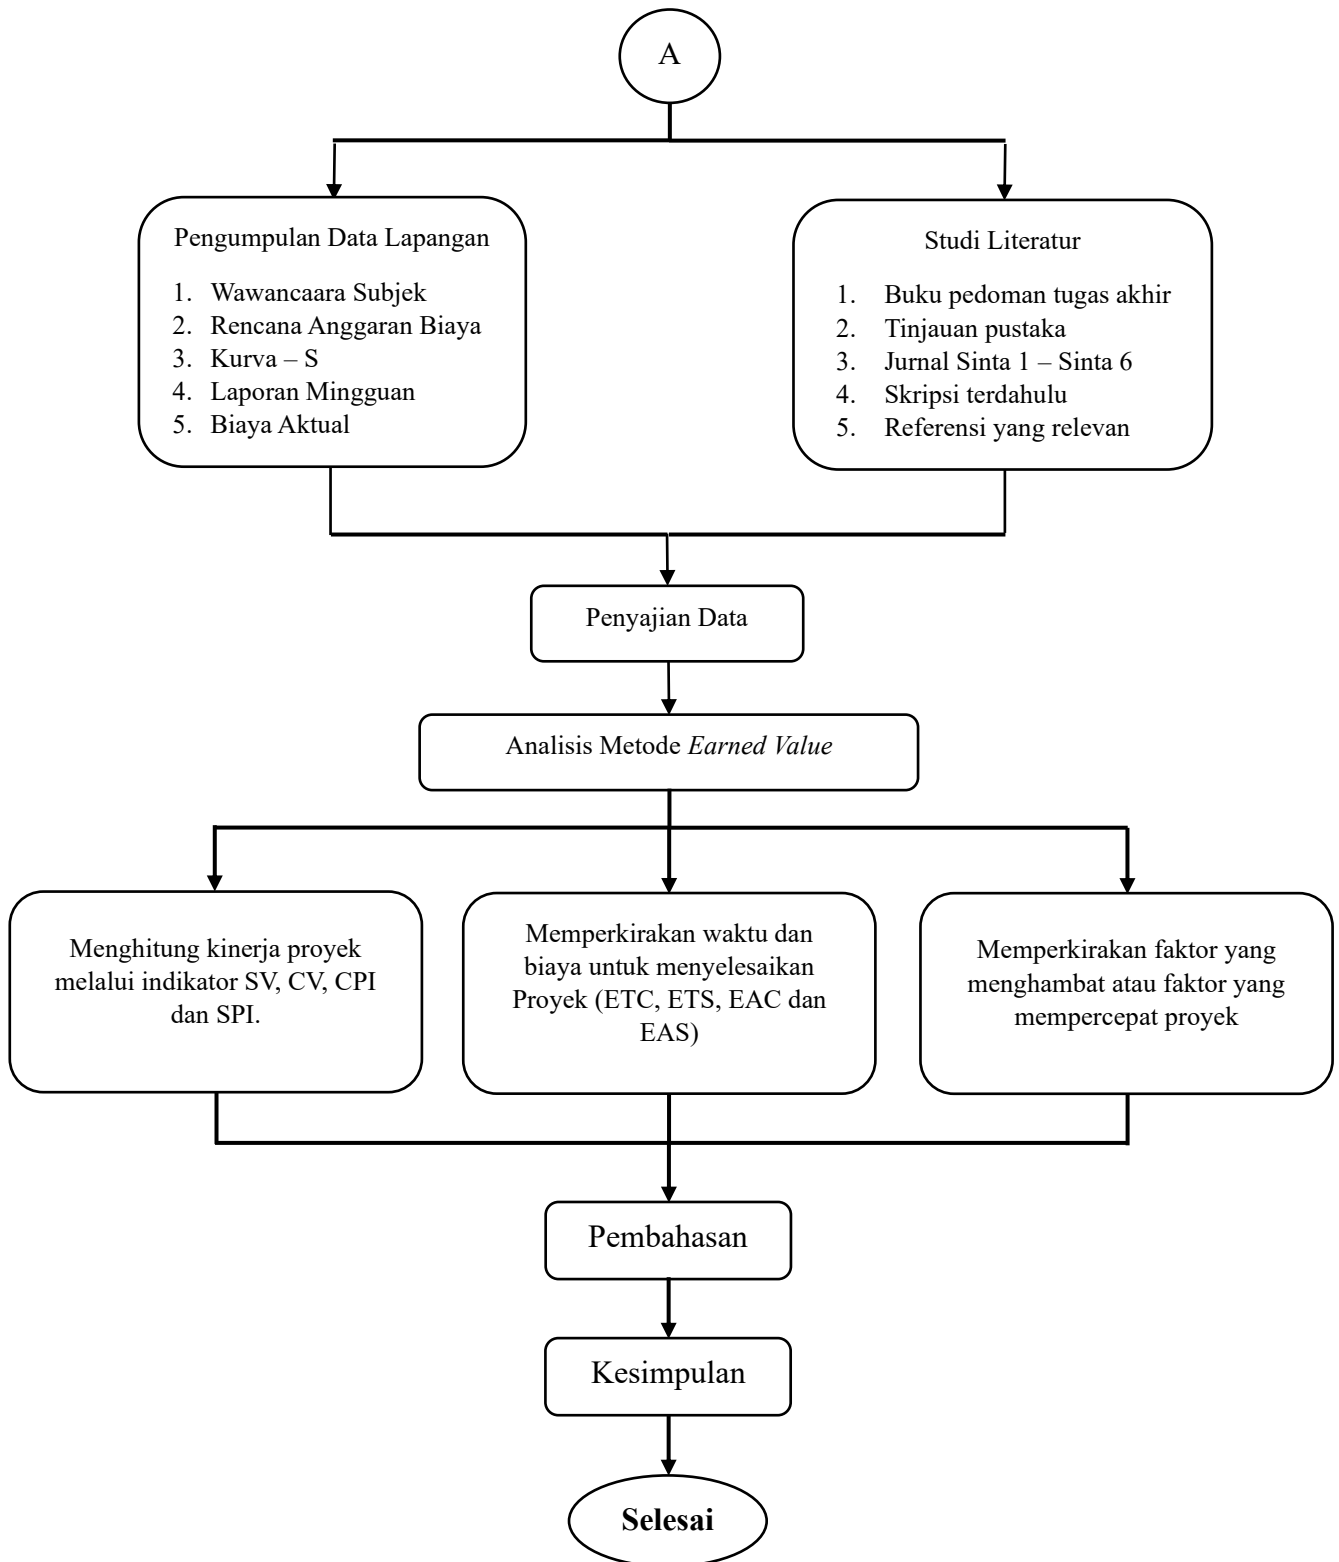 A
Pengumpulan Data Lapangan
1. Wawancaara Subjek
2. Rencana Anggaran Biaya
3. Kurva – S
4. Laporan Mingguan
5. Biaya Aktual
Studi Literatur
1. Buku pedoman tugas akhir
2. Tinjauan pustaka
3. Jurnal Sinta 1 – Sinta 6
4. Skripsi terdahulu
5. Referensi yang relevan
Penyajian Data
Analisis Metode Earned Value
Menghitung kinerja proyek
melalui indikator SV, CV, CPI
dan SPI.
Memperkirakan waktu dan
biaya untuk menyelesaikan
Proyek (ETC, ETS, EAC dan
EAS)
Memperkirakan faktor yang
menghambat atau faktor yang
mempercepat proyek
Pembahasan
Kesimpulan
Selesai